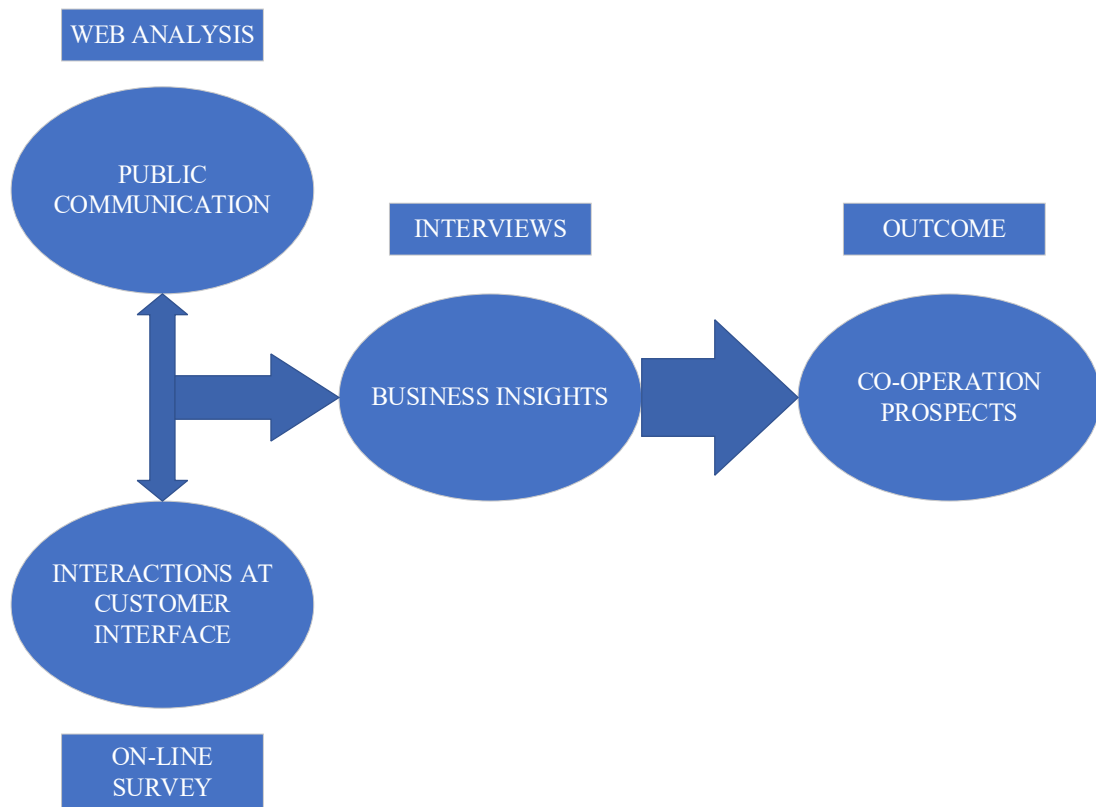 WEB ANALYSIS
PUBLIC
COMMUNICATION
INTERVIEWS
OUTCOME
BUSINESS INSIGHTS
CO-OPERATION
PROSPECTS
INTERACTIONS AT
CUSTOMER
INTERFACE
ON-LINE
SURVEY